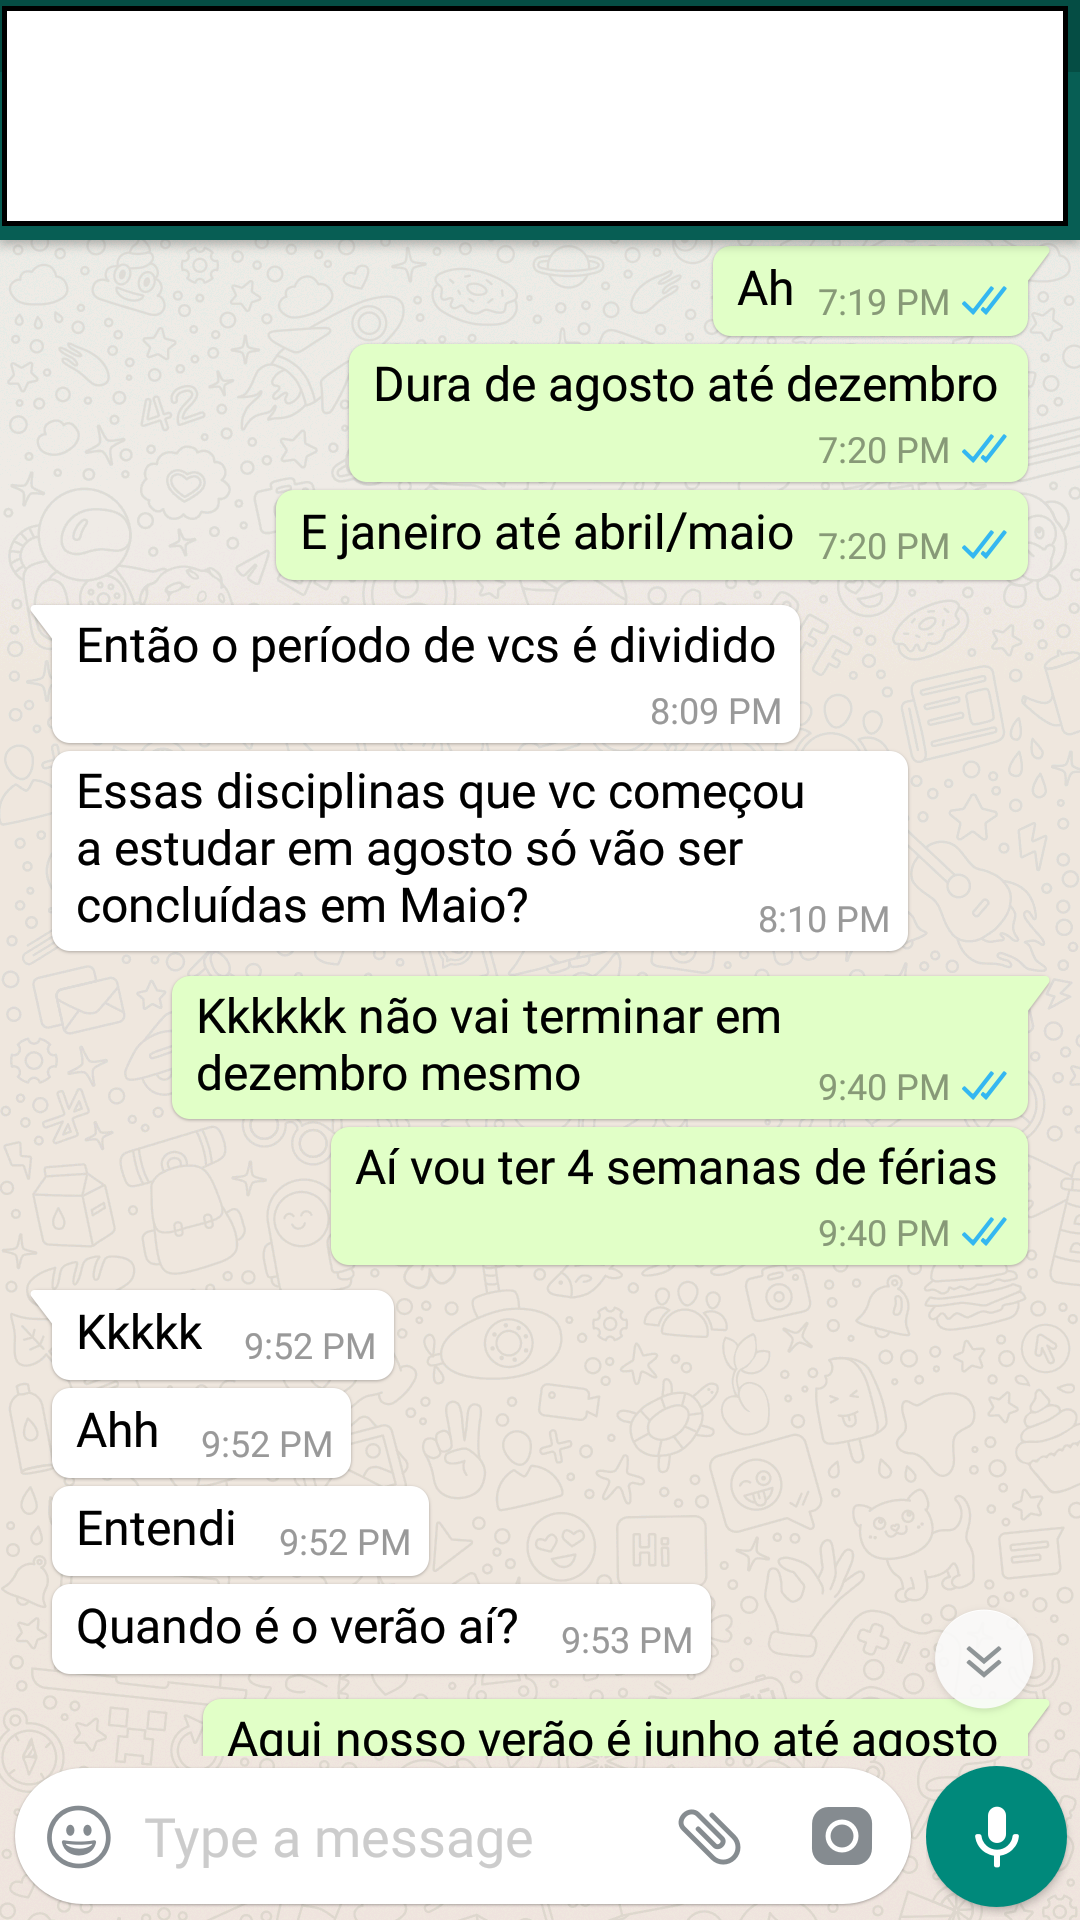 Ah 7:19 PM
Dura de agosto até dezembro
7:20 PM
E janeiro até abril/maio 7:20 PM
Então o período de vcs é dividido
8:09 PM
Essas disciplinas que vc começou
a estudar em agosto só vão ser
concluídas em Maio? 8:10 PM
Kkkkkk não vai terminar em
dezembro mesmo 9:40 PM
Aí vou ter 4 semanas de férias
9:40 PM
Kkkkk 9:52 PM
Ahh 9:52 PM
Entendi 9:52 PM
Quando é o verão aí? 9:53 PM
Aqui nosso verão é junho até agosto
Type a message